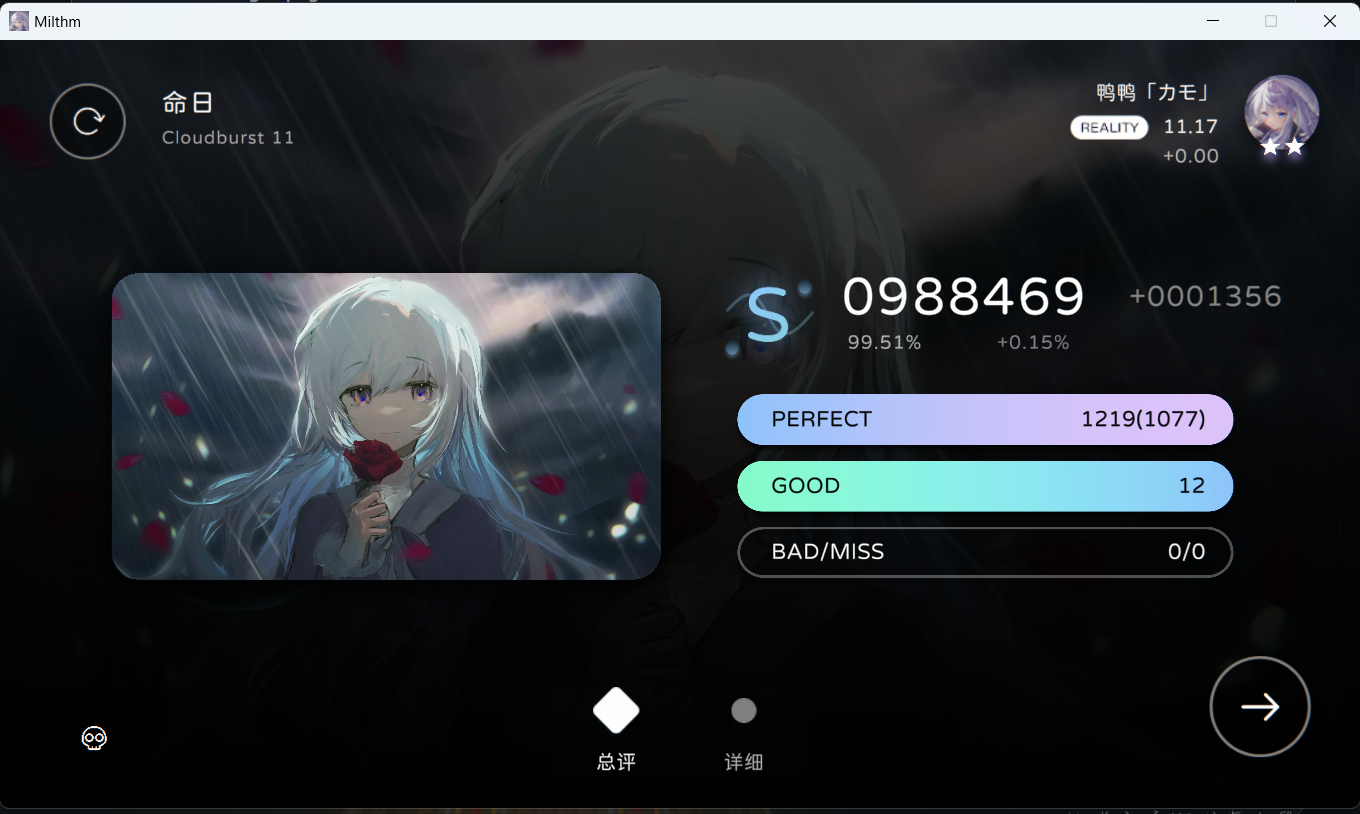 Milthm
命日
Cloudburst 11
鸭鸭「カモ」
REALITY 11.17
+0.00
S 0988469 +0001356
99.51% +0.15%
PERFECT 1219(1077)
GOOD 12
BAD/MISS 0/0
总评 详细